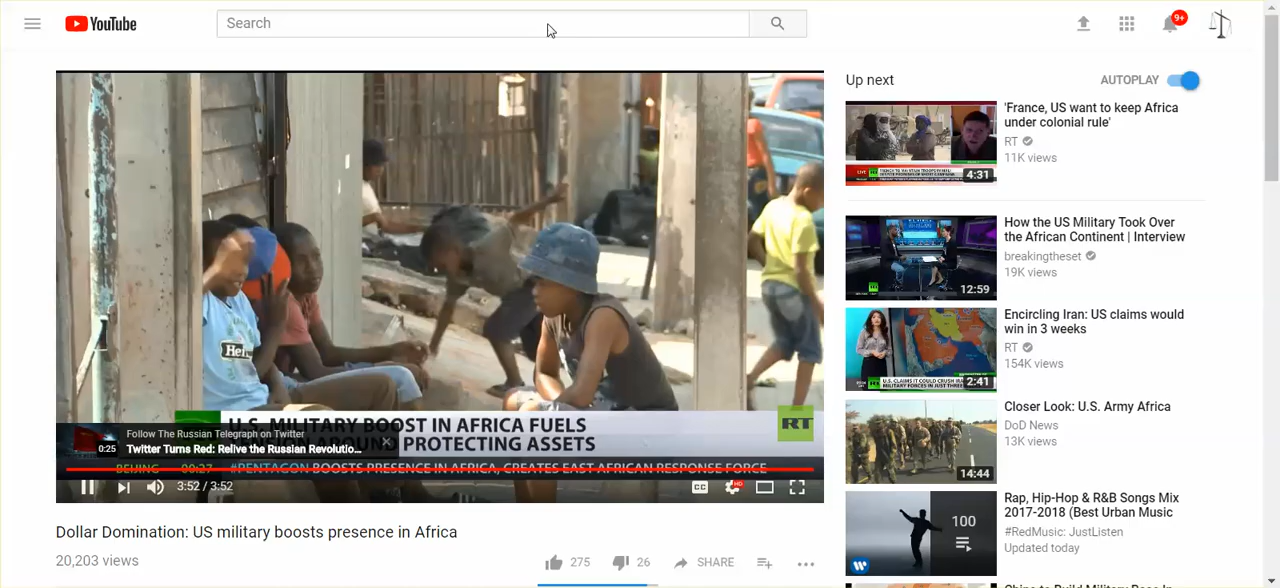 YouTube
Search
9+
Up next
AUTOPLAY
'France, US want to keep Africa
under colonial rule'
RT
11K views
4:31
How the US Military Took Over
the African Continent | Interview
breakingtheset
19K views
12:59
Encircling Iran: US claims would
win in 3 weeks
RT
154K views
2:41
Closer Look: U.S. Army Africa
DoD News
13K views
14:44
Rap, Hip-Hop & R&B Songs Mix
2017-2018 (Best Urban Music
#RedMusic: JustListen
Updated today
100
U.S. MILITARY BOOST IN AFRICA FUELS
PROTECTING ASSETS
RT
Follow The Russian Telegraph on Twitter
Twitter Turns Red: Relive the Russian Revolutio...
0:25
BEIJING 00:27 #PENTAGON BOOSTS PRESENCE IN AFRICA, CREATES EAST AFRICAN RESPONSE FORCE
3:52 / 3:52
CC
HD
Dollar Domination: US military boosts presence in Africa
20,203 views
275
26
SHARE